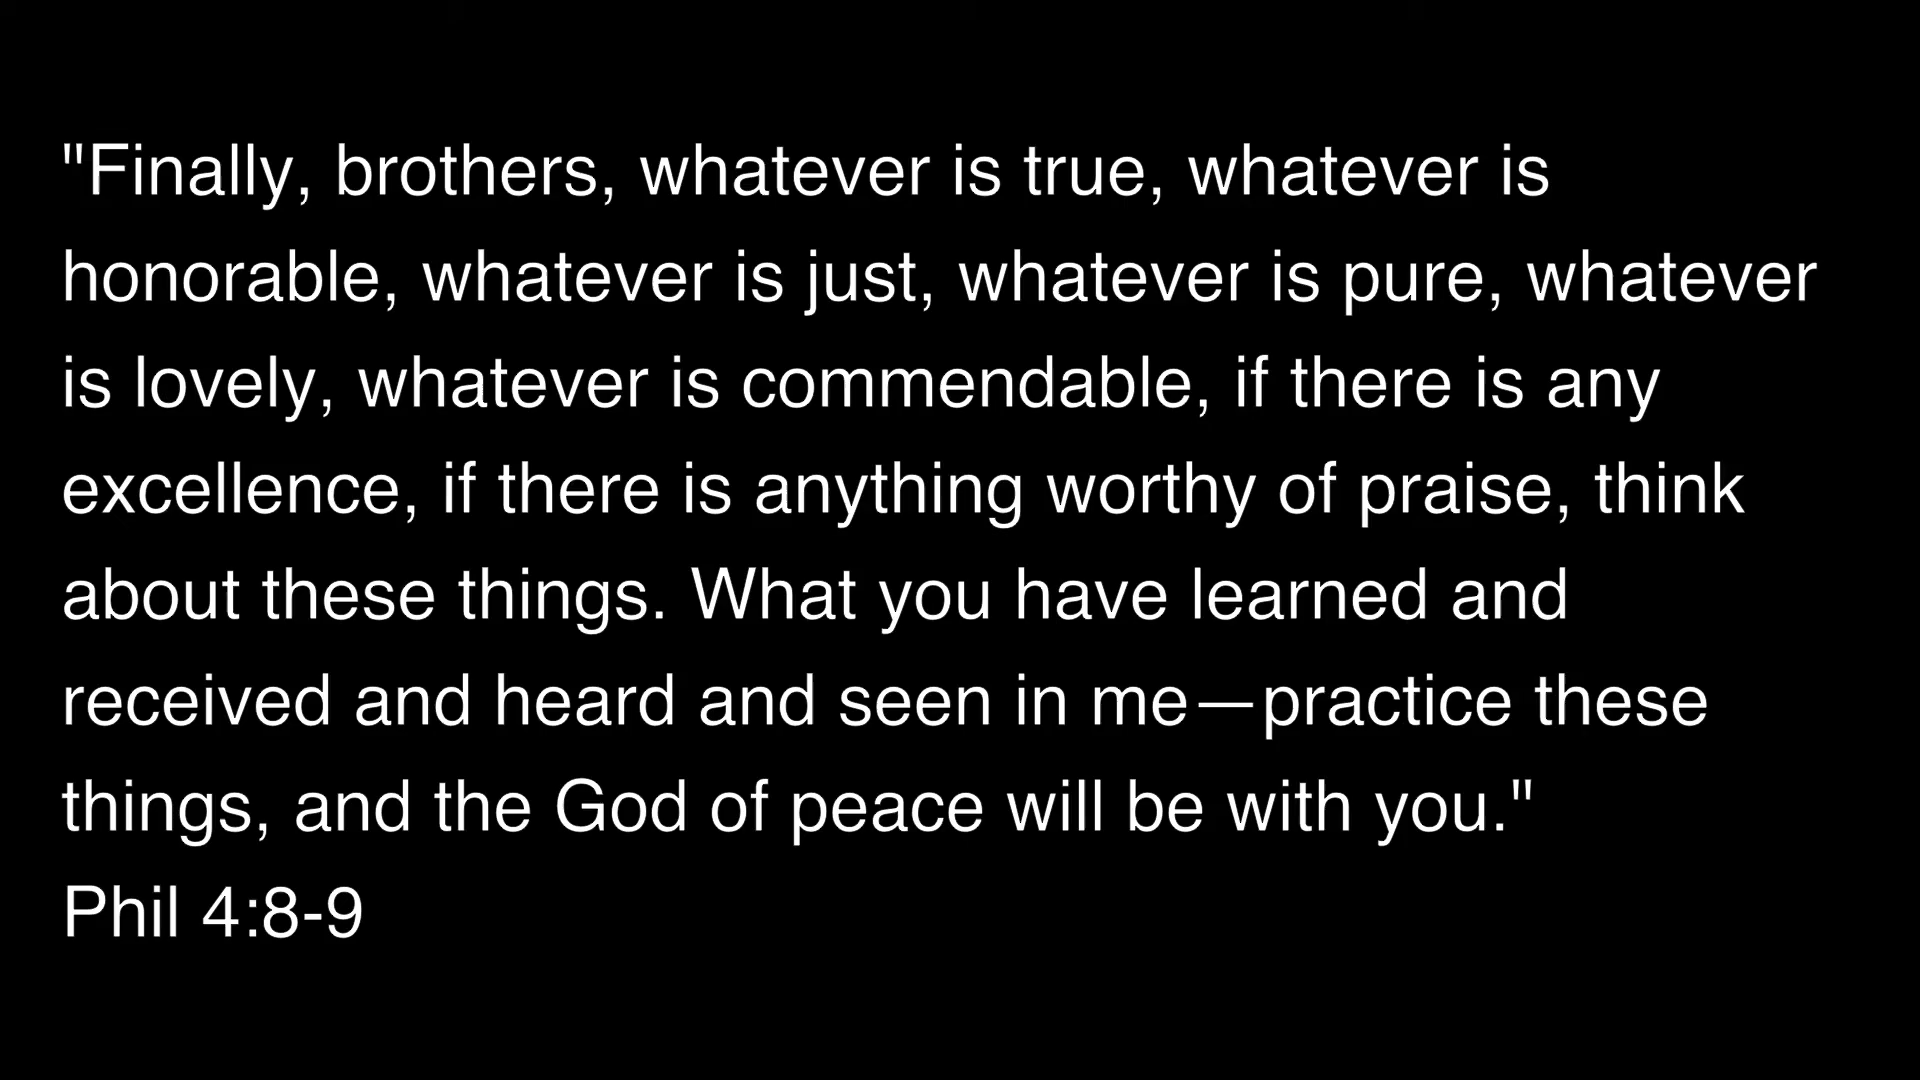 "Finally, brothers, whatever is true, whatever is
honorable, whatever is just, whatever is pure, whatever
is lovely, whatever is commendable, if there is any
excellence, if there is anything worthy of praise, think
about these things. What you have learned and
received and heard and seen in me—practice these
things, and the God of peace will be with you."
Phil 4:8-9